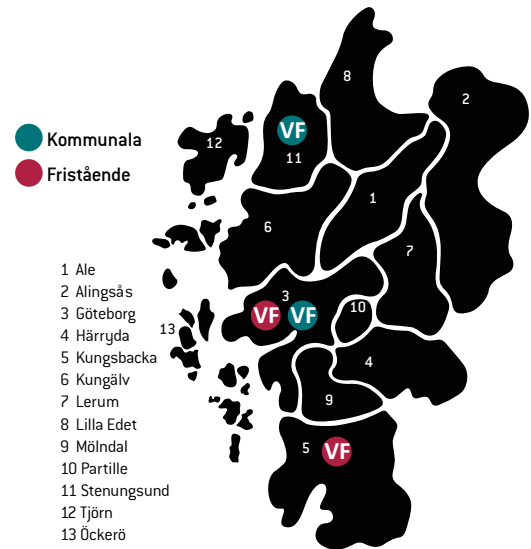 8
2
VF
Kommunala
12
11
Fristående
1
6
7
1 Ale
2 Alingsås
3 Göteborg
4 Härryda
5 Kungsbacka
6 Kungälv
7 Lerum
8 Lilla Edet
9 Mölndal
10 Partille
11 Stenungsund
12 Tjörn
13 Öckerö
3
10
VF VF
13
4
9
5 VF